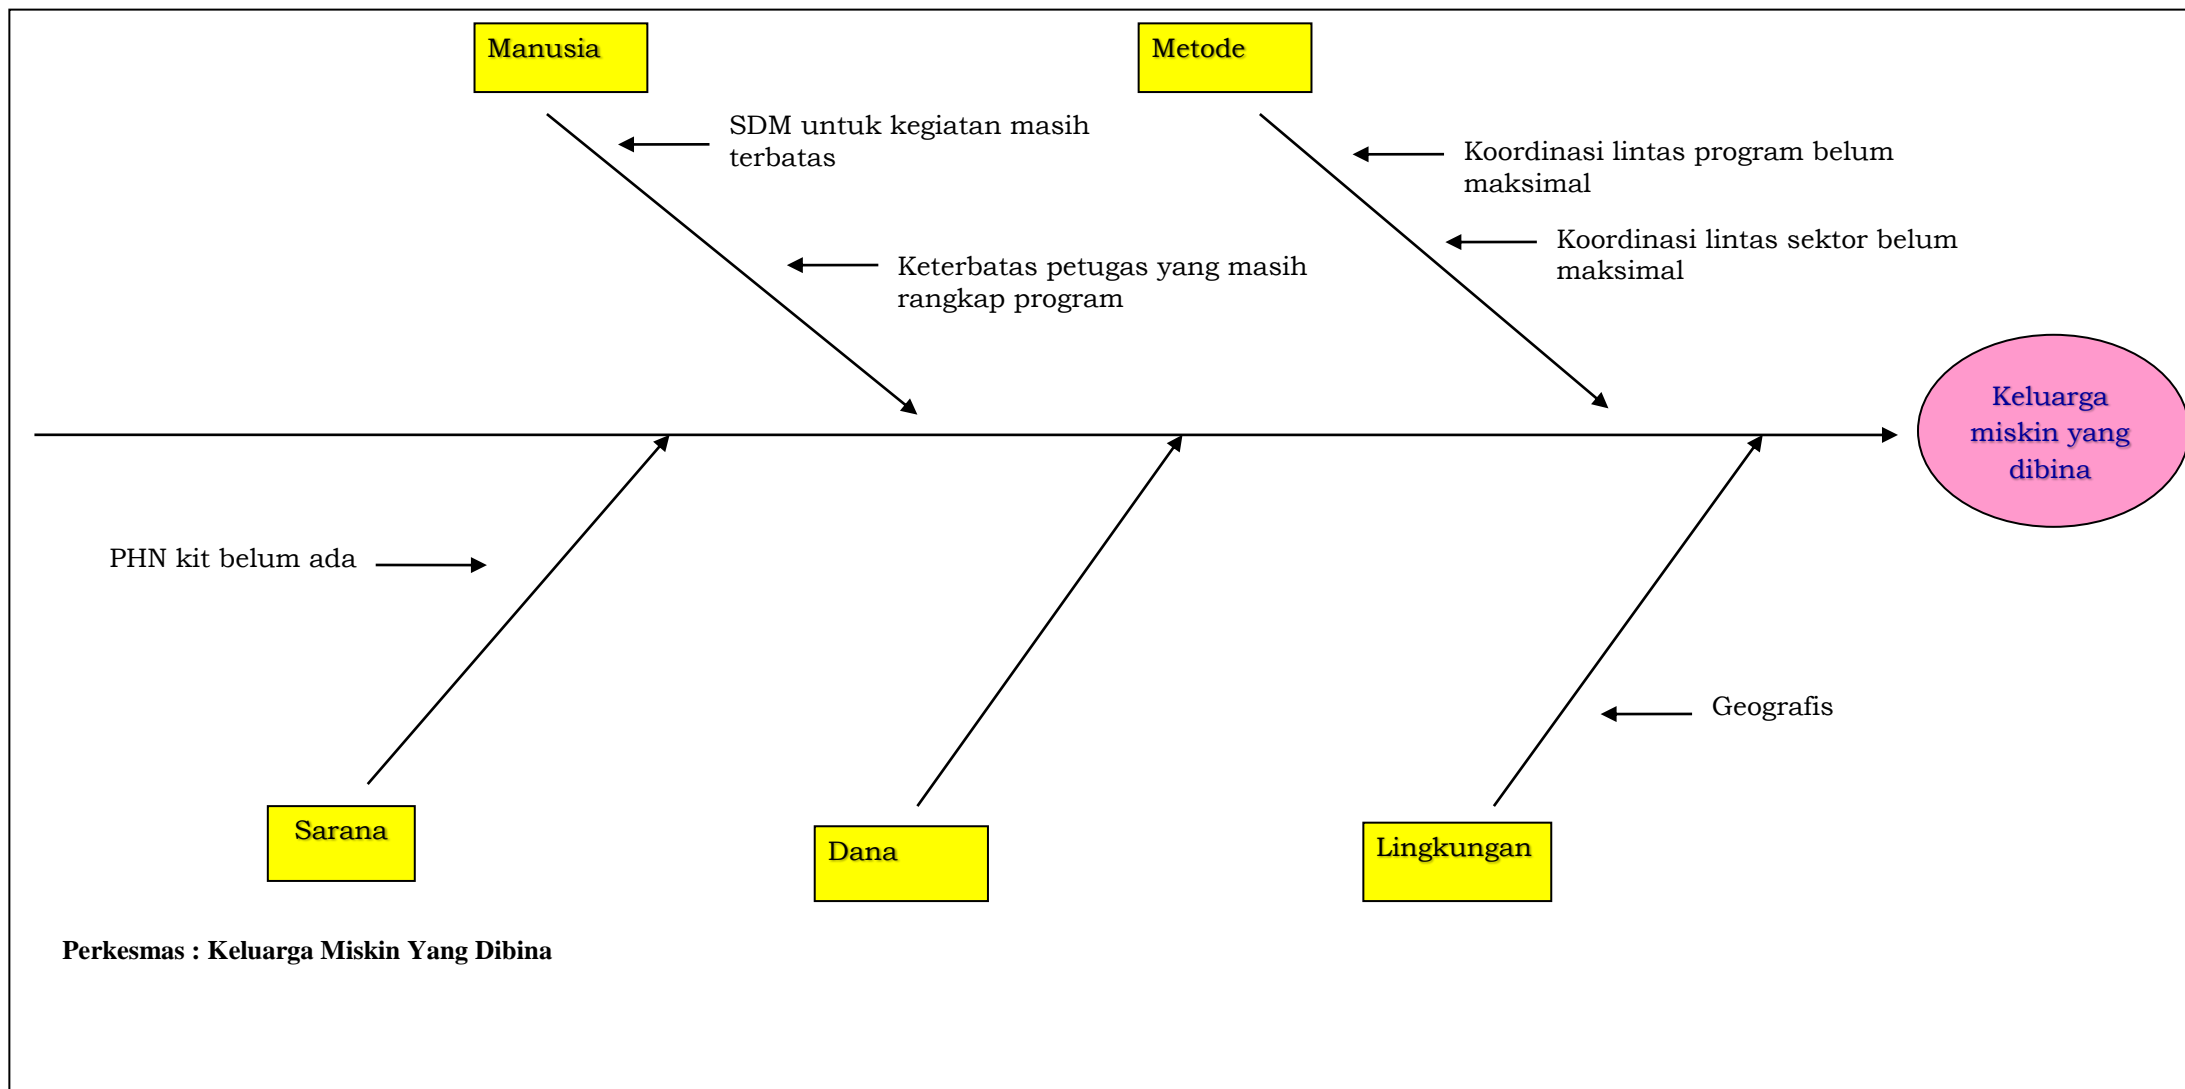 Manusia
Metode
SDM untuk kegiatan masih
terbatas
Koordinasi lintas program belum
maksimal
Koordinasi lintas sektor belum
maksimal
Keterbatas petugas yang masih
rangkap program
Keluarga
miskin yang
dibina
PHN kit belum ada
Geografis
Sarana
Dana
Lingkungan
Perkesmas : Keluarga Miskin Yang Dibina